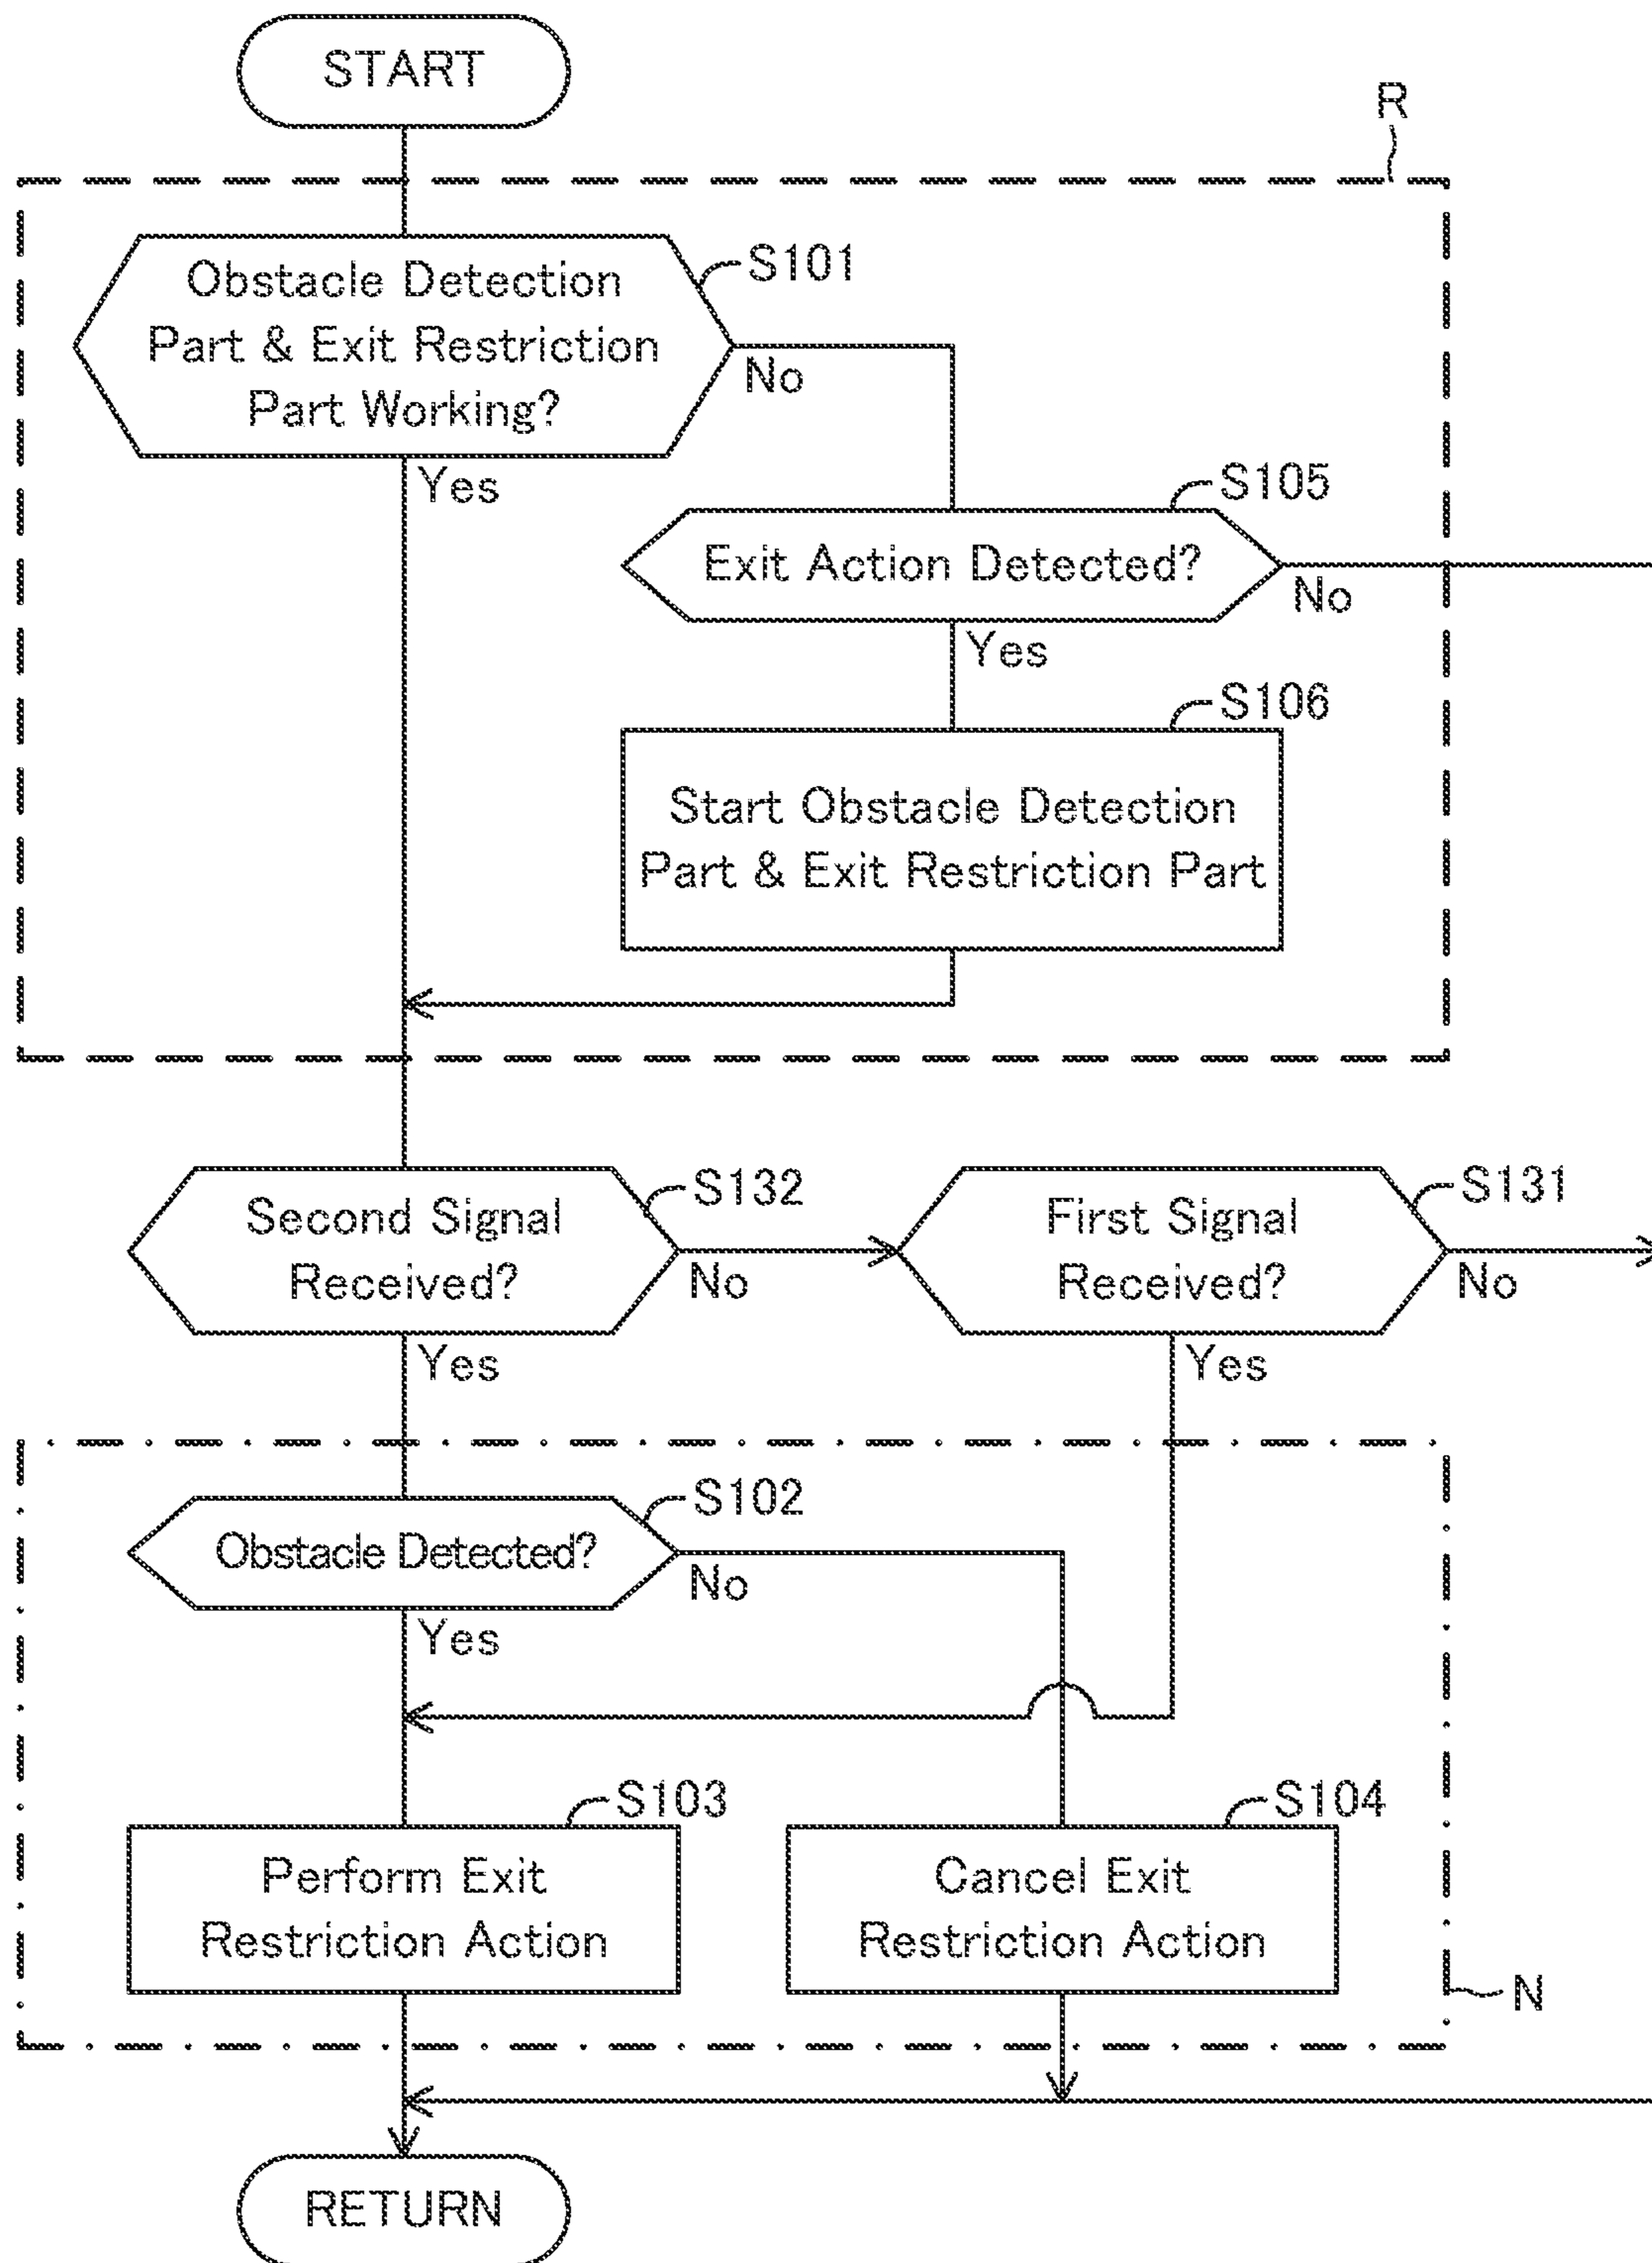 START
R
Obstacle Detection
Part & Exit Restriction
Part Working?
S101
No
Yes
S105
Exit Action Detected?
No
Yes
S106
Start Obstacle Detection
Part & Exit Restriction Part
Second Signal
Received?
S132
No
Yes
First Signal
Received?
S131
No
Yes
S102
Obstacle Detected?
No
Yes
S103
Perform Exit
Restriction Action
S104
Cancel Exit
Restriction Action
N
RETURN